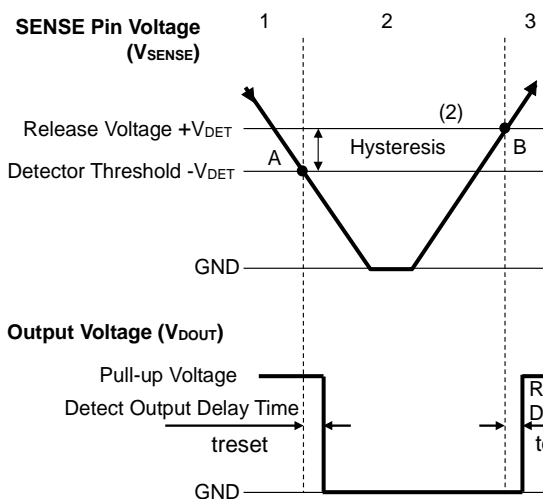 SENSE Pin Voltage
(VSENSE)
1
2
3
Release Voltage +VDET
(2)
Hysteresis
A
B
Detector Threshold -VDET
GND
Output Voltage (VDOUT)
Pull-up Voltage
Detect Output Delay Time
treset
GND